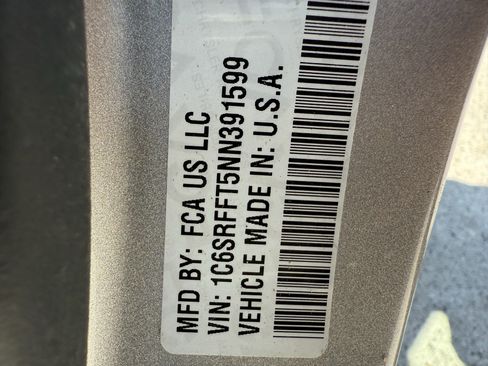 MFD BY: FCA US LLC
VIN: 1C6SRFFT5NN391599
VEHICLE MADE IN: U.S.A.